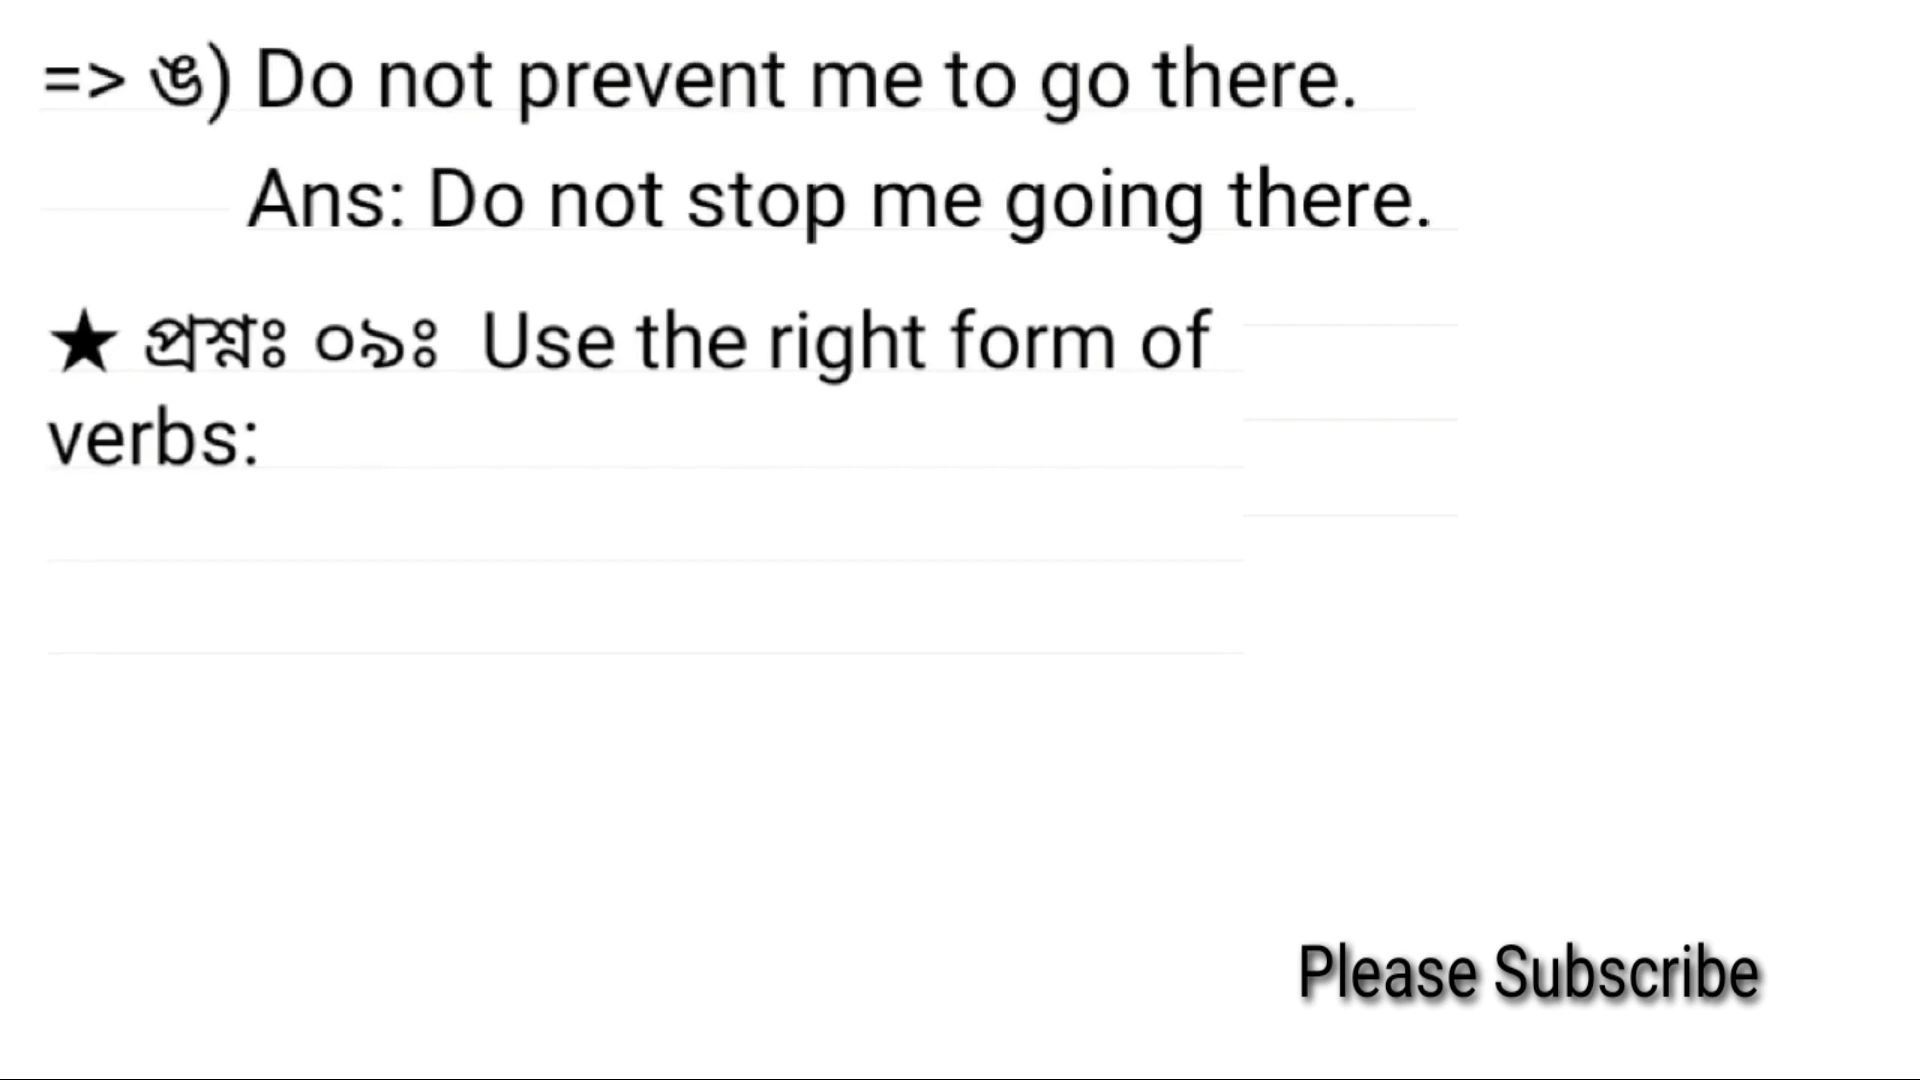 => ঙ) Do not prevent me to go there.
Ans: Do not stop me going there.
★ প্রশ্নঃ ০৯ঃ Use the right form of
verbs:
Please Subscribe